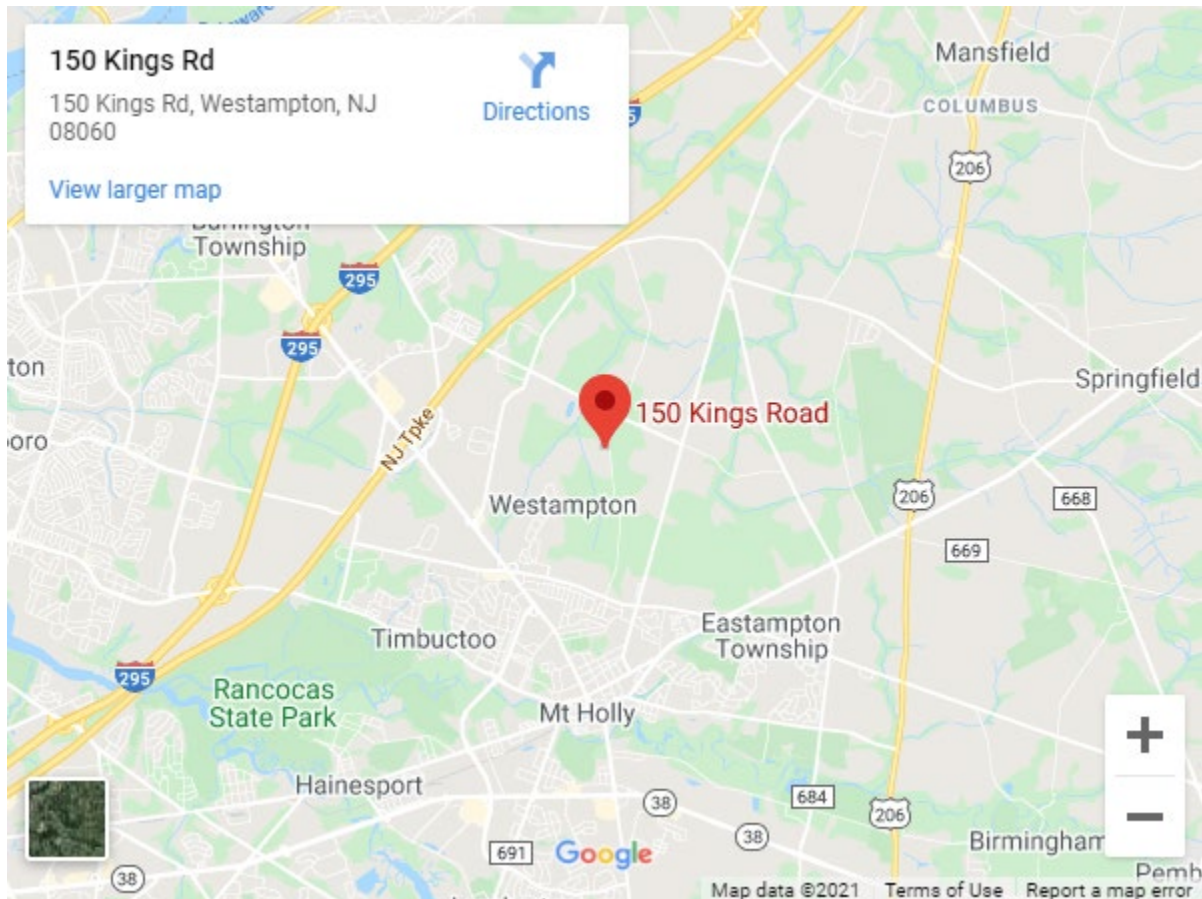 150 Kings Rd
150 Kings Rd, Westampton, NJ
08060
Directions
View larger map
Mansfield
COLUMBUS
206
Burlington
Township
295
295
NJ Tpke
150 Kings Road
Springfield
ton
oro
Westampton
206
668
669
Timbuctoo
Eastampton
Township
295
Rancocas
State Park
Mt Holly
Hainesport
38
684
206
38
Birmingham
691
Google
38
Pemb
Map data ©2021
Terms of Use
Report a map error